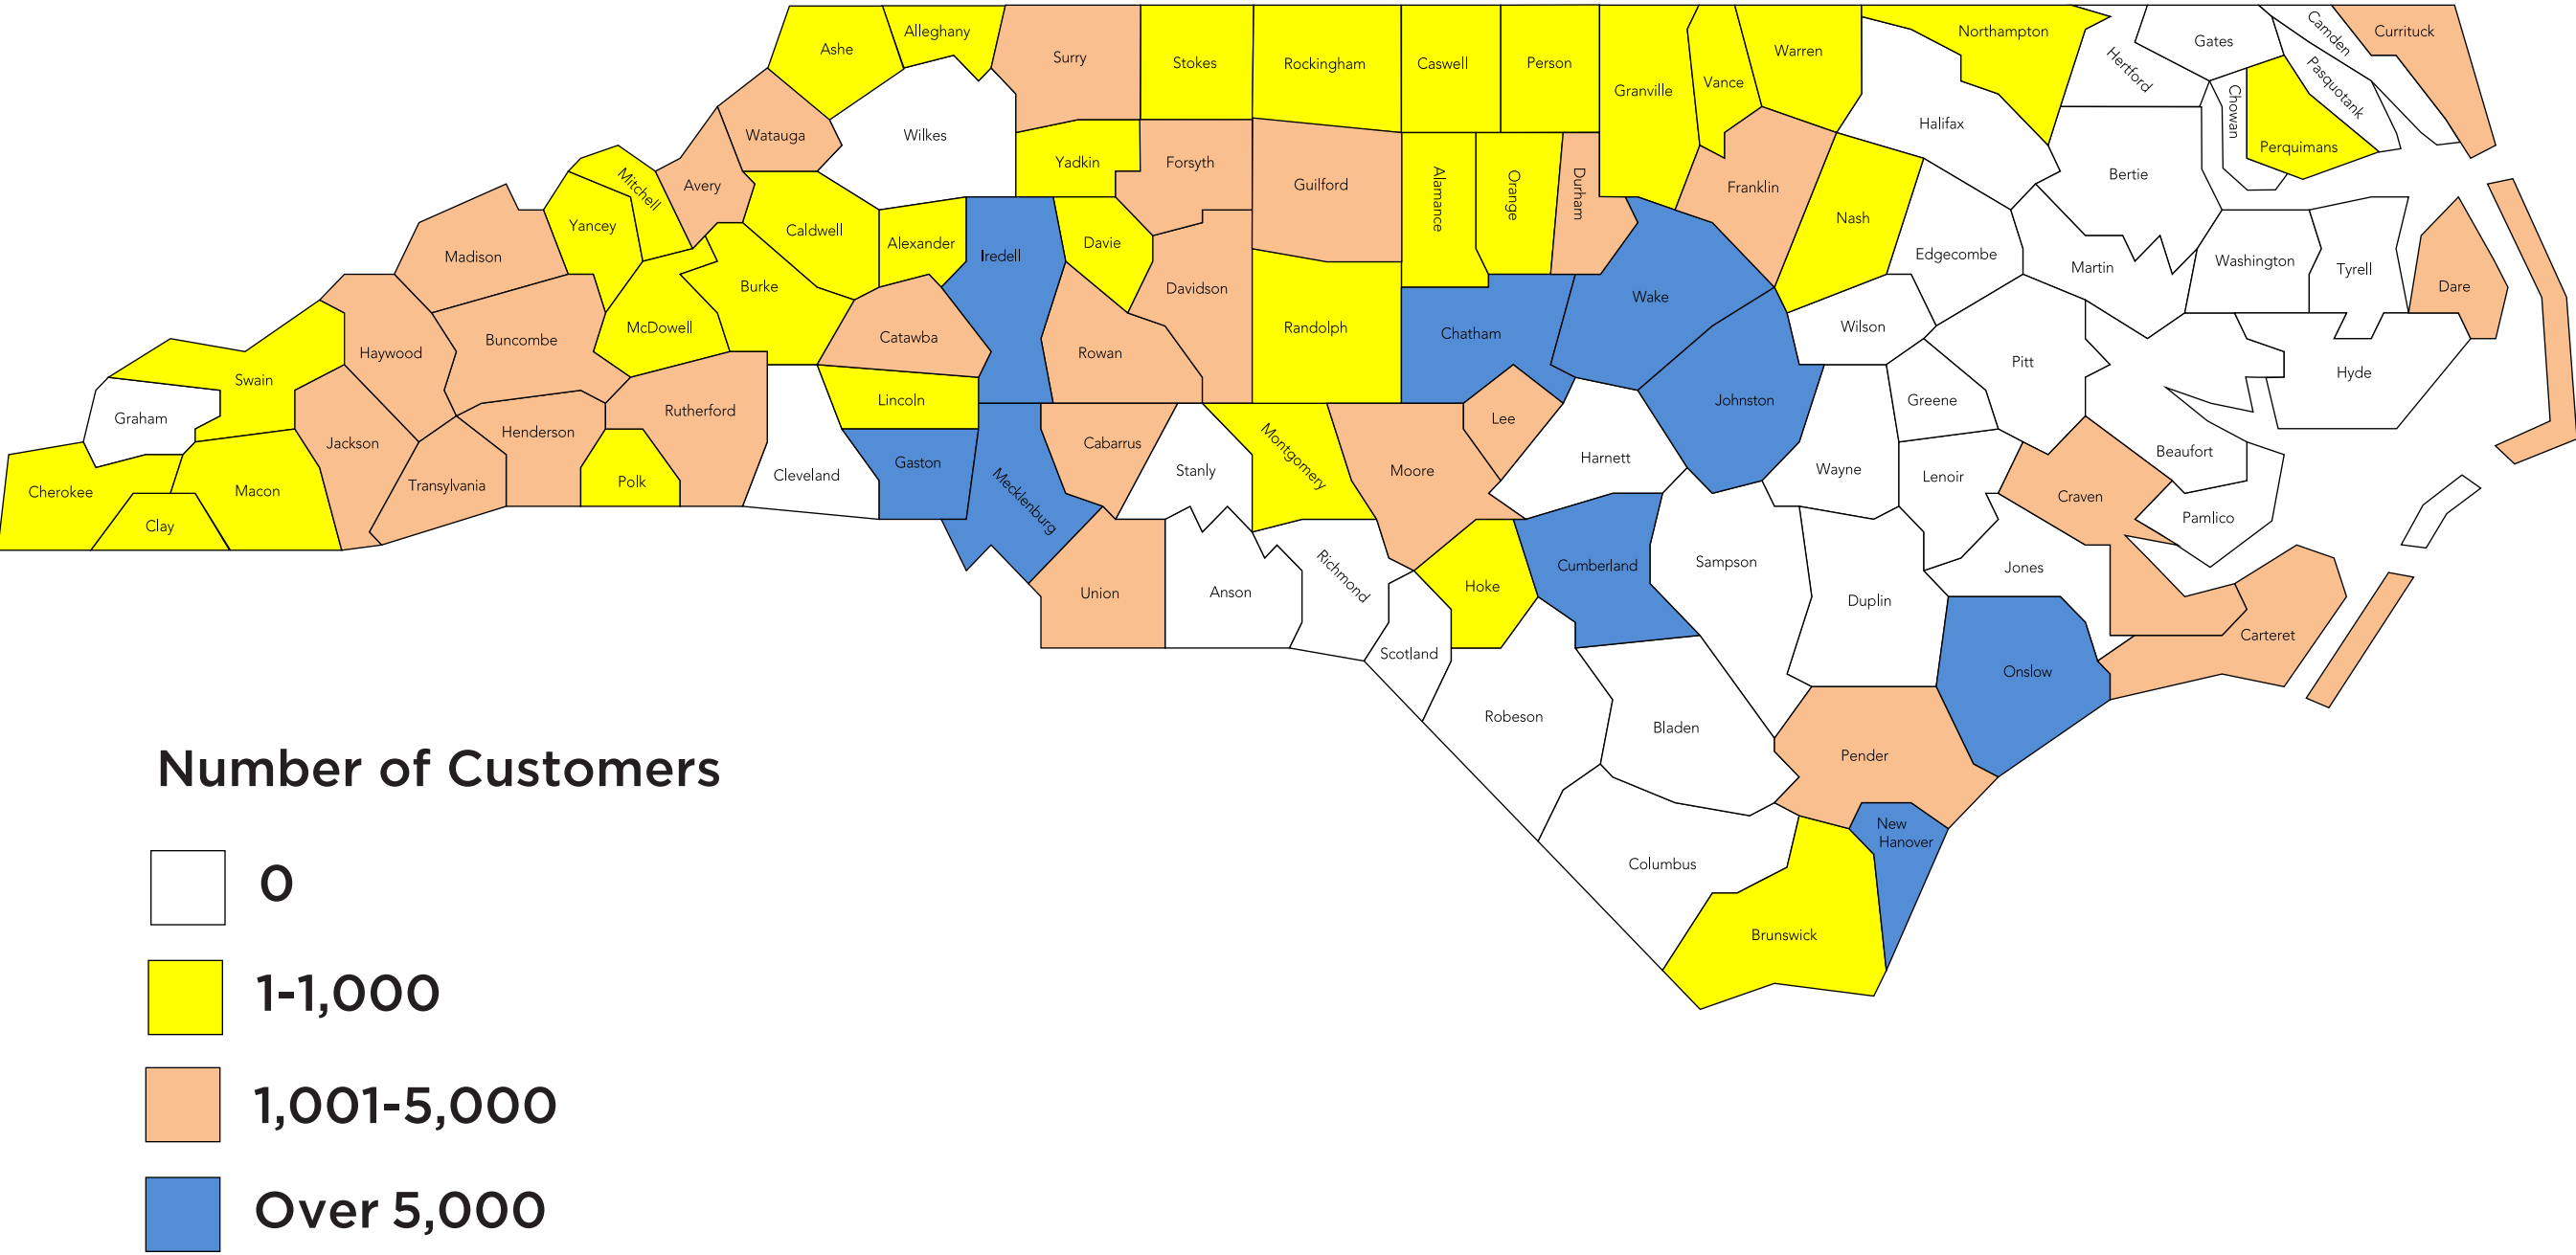 Ashe
Alleghany
Surry
Stokes
Rockingham
Caswell
Person
Granville
Vance
Warren
Northampton
Hertford
Gates
Camden
Currituck
Pasquotank
Chowan
Perquimans
Watauga
Wilkes
Yadkin
Forsyth
Guilford
Alamance
Orange
Durham
Franklin
Nash
Halifax
Bertie
Mitchell
Avery
Yancey
Madison
Caldwell
Alexander
Iredell
Davie
Davidson
Randolph
Chatham
Wake
Edgecombe
Martin
Washington
Tyrell
Dare
Burke
McDowell
Buncombe
Haywood
Swain
Graham
Catawba
Rowan
Lincoln
Johnston
Wilson
Pitt
Greene
Hyde
Beaufort
Cherokee
Clay
Macon
Jackson
Transylvania
Henderson
Polk
Rutherford
Cleveland
Gaston
Mecklenburg
Cabarrus
Stanly
Montgomery
Moore
Lee
Harnett
Wayne
Lenoir
Craven
Pamlico
Union
Anson
Richmond
Scotland
Hoke
Cumberland
Sampson
Duplin
Jones
Carteret
Onslow
Robeson
Bladen
Pender
Columbus
New
Hanover
Brunswick
Number of Customers
0
1-1,000
1,001-5,000
Over 5,000